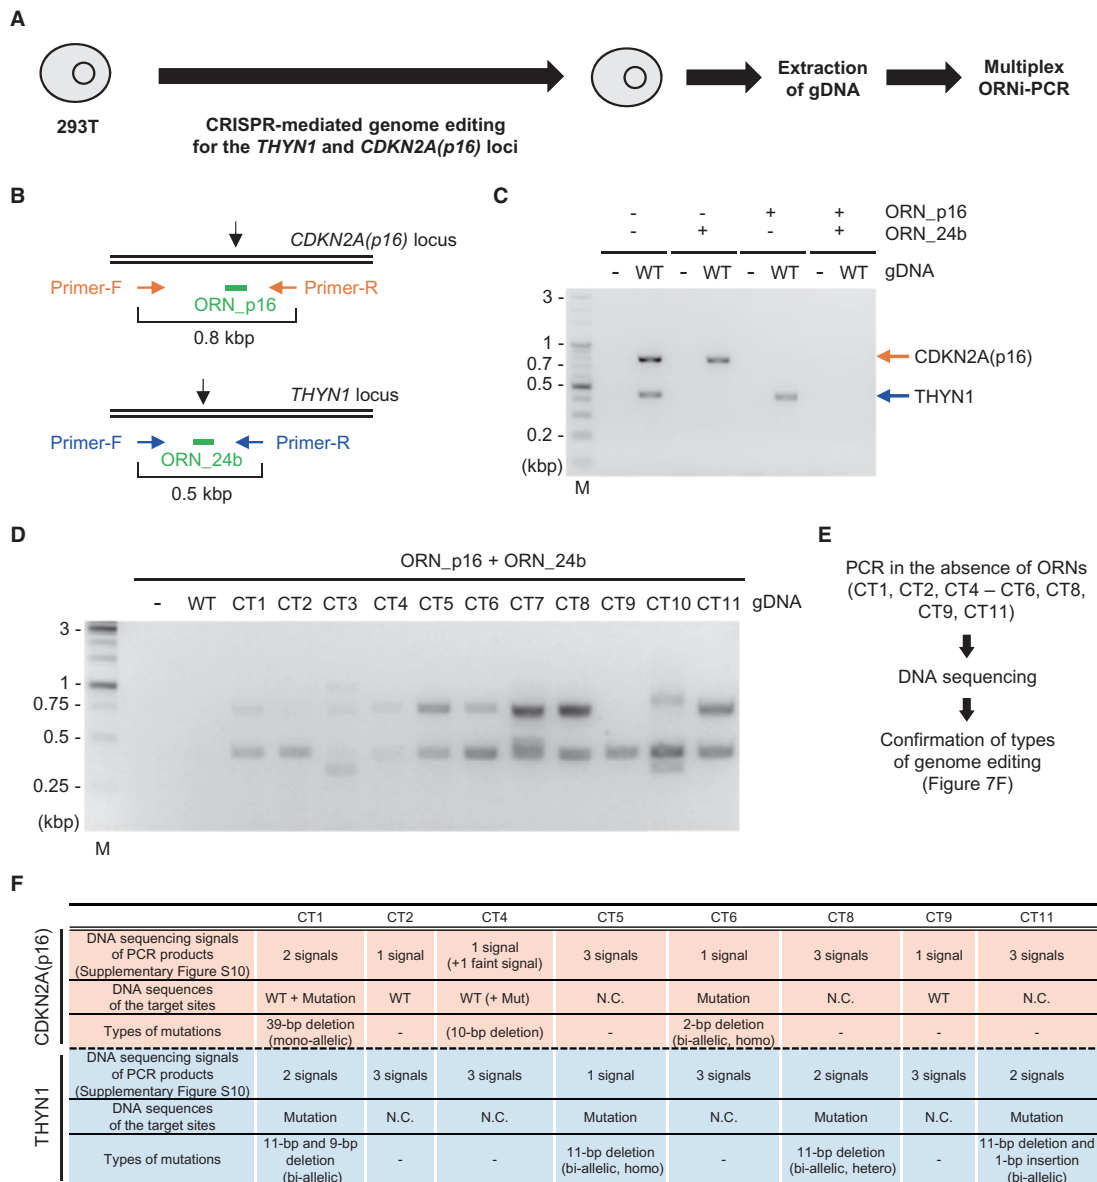 A
293T
CRISPR-mediated genome editing
for the THYN1 and CDKN2A(p16) loci
Extraction
of gDNA
Multiplex
ORNi-PCR
B
CDKN2A(p16) locus
Primer-F
Primer-R
ORN_p16
0.8 kbp
THYN1 locus
Primer-F
Primer-R
ORN_24b
0.5 kbp
C
- - + + ORN_p16
- + - + ORN_24b
- WT - WT - WT - WT gDNA
3 -
1 -
0.7 -
0.5 -
0.2 -
(kbp)
M
CDKN2A(p16)
THYN1
D
ORN_p16 + ORN_24b
- WT CT1 CT2 CT3 CT4 CT5 CT6 CT7 CT8 CT9 CT10 CT11 gDNA
3 -
1 -
0.75 -
0.5 -
0.25 -
(kbp)
M
E
PCR in the absence of ORNs
(CT1, CT2, CT4 – CT6, CT8,
CT9, CT11)
DNA sequencing
Confirmation of types
of genome editing
(Figure 7F)
F
CT1 CT2 CT4 CT5 CT6 CT8 CT9 CT11
CDKN2A(p16)
DNA sequencing signals
of PCR products
(Supplementary Figure S10)
2 signals 1 signal 1 signal
(+1 faint signal)
3 signals 1 signal 3 signals 1 signal 3 signals
DNA sequences
of the target sites
WT + Mutation WT WT (+ Mut) N.C. Mutation N.C. WT N.C.
Types of mutations
39-bp deletion
(mono-allelic)
- (10-bp deletion) -
2-bp deletion
(bi-allelic, homo)
- - -
THYN1
DNA sequencing signals
of PCR products
(Supplementary Figure S10)
2 signals 3 signals 3 signals 1 signal 3 signals 2 signals 3 signals 2 signals
DNA sequences
of the target sites
Mutation N.C. N.C. Mutation N.C. Mutation N.C. Mutation
Types of mutations
11-bp and 9-bp
deletion
(bi-allelic)
- -
11-bp deletion
(bi-allelic, homo)
-
11-bp deletion
(bi-allelic, hetero)
-
11-bp deletion and
1-bp insertion
(bi-allelic)